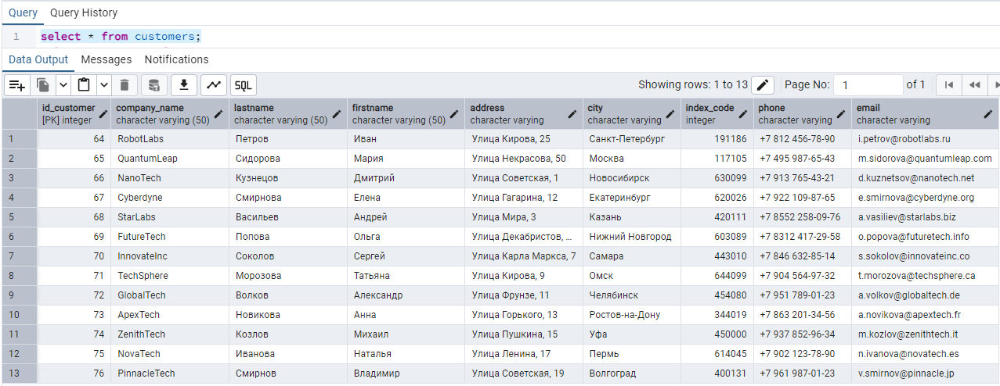 Query Query History
1 select * from customers;
Data Output Messages Notifications
SQL Showing rows: 1 to 13 Page No: 1 of 1
id_customer company_name lastname firstname address city index_code phone email
[PK] integer character varying (50) character varying (50) character varying (50) character varying character varying integer character varying character varying
1 64 RobotLabs Петров Иван Улица Кирова, 25 Санкт-Петербург 191186 +7 812 456-78-90 i.petrov@robotlabs.ru
2 65 QuantumLeap Сидорова Мария Улица Некрасова, 50 Москва 117105 +7 495 987-65-43 m.sidorova@quantumleap.com
3 66 NanoTech Кузнецов Дмитрий Улица Советская, 1 Новосибирск 630099 +7 913 765-43-21 d.kuznetsov@nanotech.net
4 67 Cyberdyne Смирнова Елена Улица Гагарина, 12 Екатеринбург 620026 +7 922 109-87-65 e.smirnova@cyberdyne.org
5 68 StarLabs Васильев Андрей Улица Мира, 3 Казань 420111 +7 8552 258-09-76 a.vasiliev@starlabs.biz
6 69 FutureTech Попова Ольга Улица Декабристов, ... Нижний Новгород 603089 +7 8312 417-29-58 o.popova@futuretech.info
7 70 InnovateInc Соколов Сергей Улица Карла Маркса, 7 Самара 443010 +7 846 632-85-14 s.sokolov@innovateinc.co
8 71 TechSphere Морозова Татьяна Улица Кирова, 9 Омск 644099 +7 904 564-97-32 t.morozova@techsphere.ca
9 72 GlobalTech Волков Александр Улица Фрунзе, 11 Челябинск 454080 +7 951 789-01-23 a.volkov@globaltech.de
10 73 ApexTech Новикова Анна Улица Горького, 13 Ростов-на-Дону 344019 +7 863 201-34-56 a.novikova@apextech.fr
11 74 ZenithTech Козлов Михаил Улица Пушкина, 15 Уфа 450000 +7 937 852-96-34 m.kozlov@zenithtech.it
12 75 NovaTech Иванова Наталья Улица Ленина, 17 Пермь 614045 +7 902 123-78-90 n.ivanova@novatech.es
13 76 PinnacleTech Смирнов Владимир Улица Советская, 19 Волгоград 400131 +7 961 987-01-23 v.smirnov@pinnacle.jp